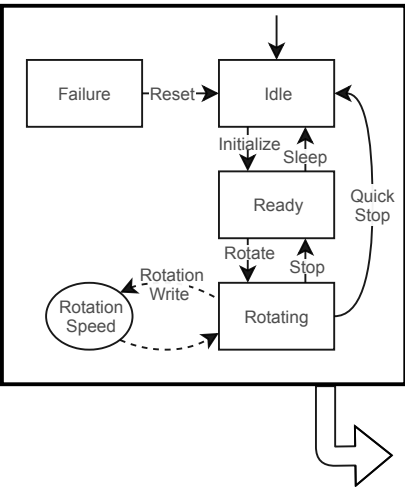 Failure
Reset
Idle
Initialize
Sleep
Ready
Quick
Stop
Rotate
Stop
Rotation
Write
Rotation
Speed
Rotating